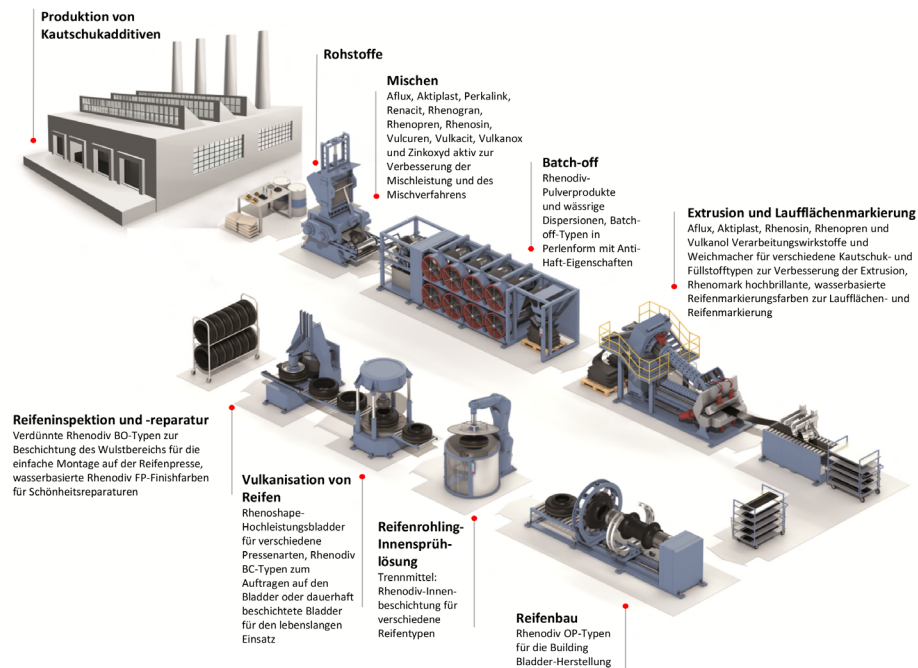 Produktion von
Kautschukadditiven
Rohstoffe
Mischen
Aflux, Aktiplast, Perkalink,
Renacit, Rhenogran,
Rhenopren, Rhenosin,
Vulcuren, Vulkacit, Vulkanox
und Zinkoxyd aktiv zur
Verbesserung der
Mischleistung und des
Mischverfahrens
Batch-off
Rhenodiv-
Pulverprodukte
und wässrige
Dispersionen, Batch-
off-Typen in
Perlenform mit Anti-
Haft-Eigenschaften
Extrusion und Laufflächenmarkierung
Aflux, Aktiplast, Rhenosin, Rhenopren und
Vulkanol Verarbeitungswirkstoffe und
Weichmacher für verschiedene Kautschuk- und
Füllstofftypen zur Verbesserung der Extrusion,
Rhenomark hochbrillante, wasserbasierte
Reifenmarkierungsfarben zur Laufflächen- und
Reifenmarkierung
Reifeninspektion und -reparatur
Verdünnte Rhenodiv BO-Typen zur
Beschichtung des Wulstbereichs für die
einfache Montage auf der Reifenpresse,
wasserbasierte Rhenodiv FP-Finishfarben
für Schönheitsreparaturen
Vulkanisation von
Reifen
Rhenoshape-
Hochleistungsbladder
für verschiedene
Pressenarten, Rhenodiv
BC-Typen zum
Auftragen auf den
Bladder oder dauerhaft
beschichtete Bladder
für den lebenslangen
Einsatz
Reifenrohling-
Innensprüh-
lösung
Trennmittel:
Rhenodiv-Innen-
beschichtung für
verschiedene
Reifentypen
Reifenbau
Rhenodiv OP-Typen
für die Building
Bladder-Herstellung